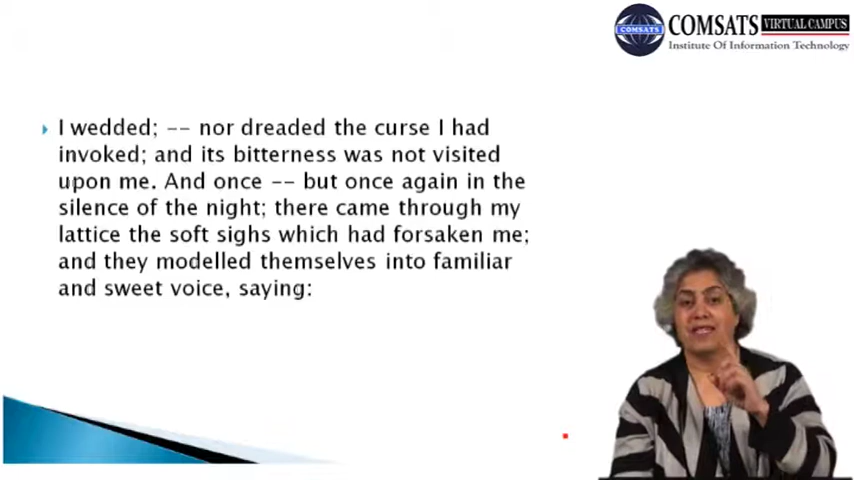 COMSATS
COMSATS VIRTUAL CAMPUS
Institute Of Information Technology
I wedded; -- nor dreaded the curse I had
invoked; and its bitterness was not visited
upon me. And once -- but once again in the
silence of the night; there came through my
lattice the soft sighs which had forsaken me;
and they modelled themselves into familiar
and sweet voice, saying: